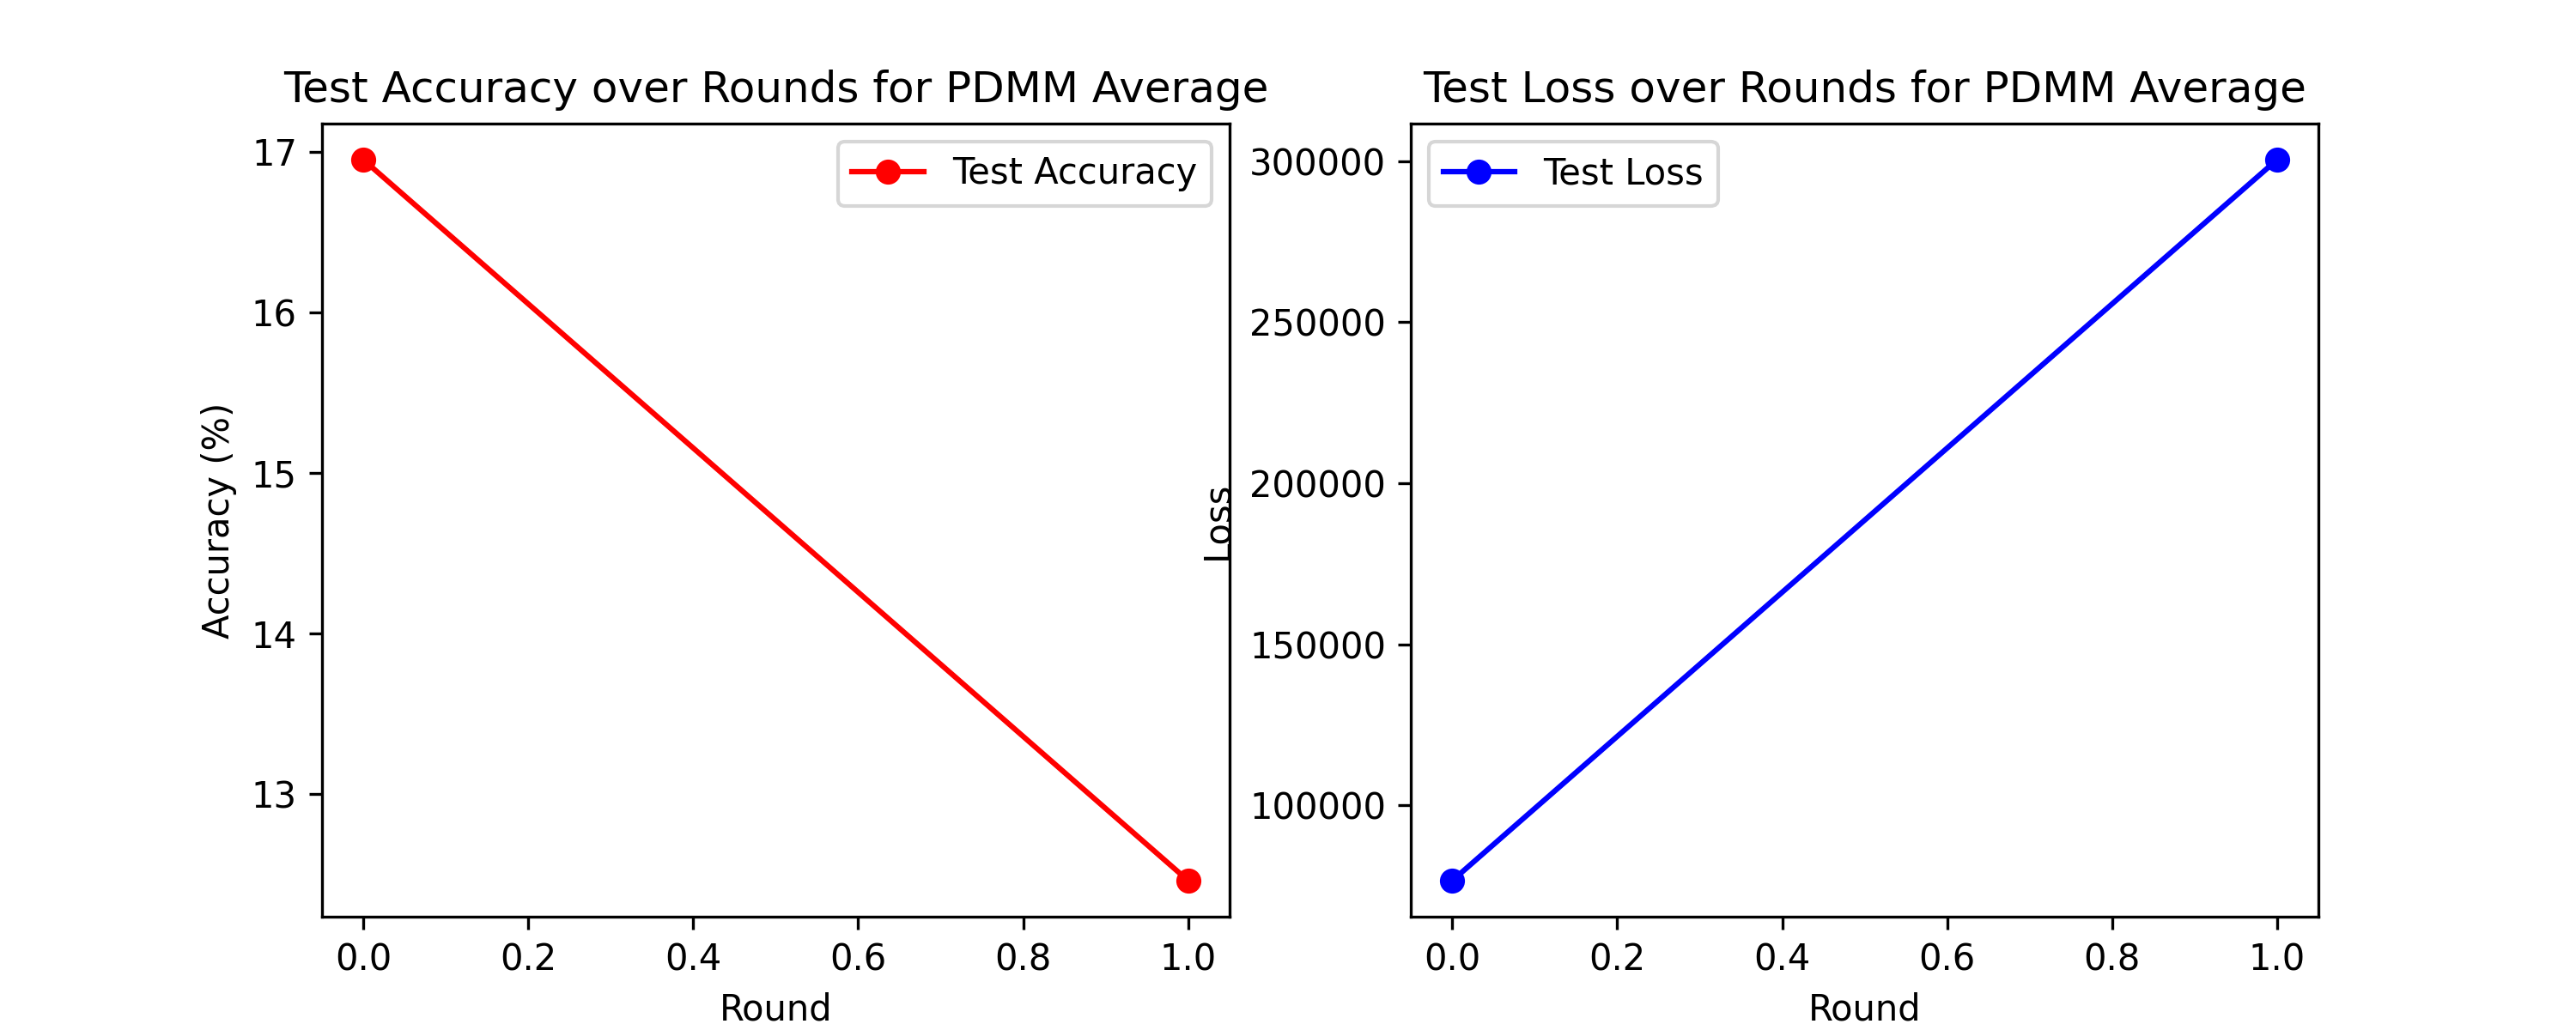 Test Accuracy over Rounds for PDMM Average
Test Accuracy
17
16
15
14
13
Accuracy (%)
0.0 0.2 0.4 0.6 0.8 1.0
Round
Test Loss over Rounds for PDMM Average
Test Loss
300000
250000
200000
150000
100000
Loss
0.0 0.2 0.4 0.6 0.8 1.0
Round